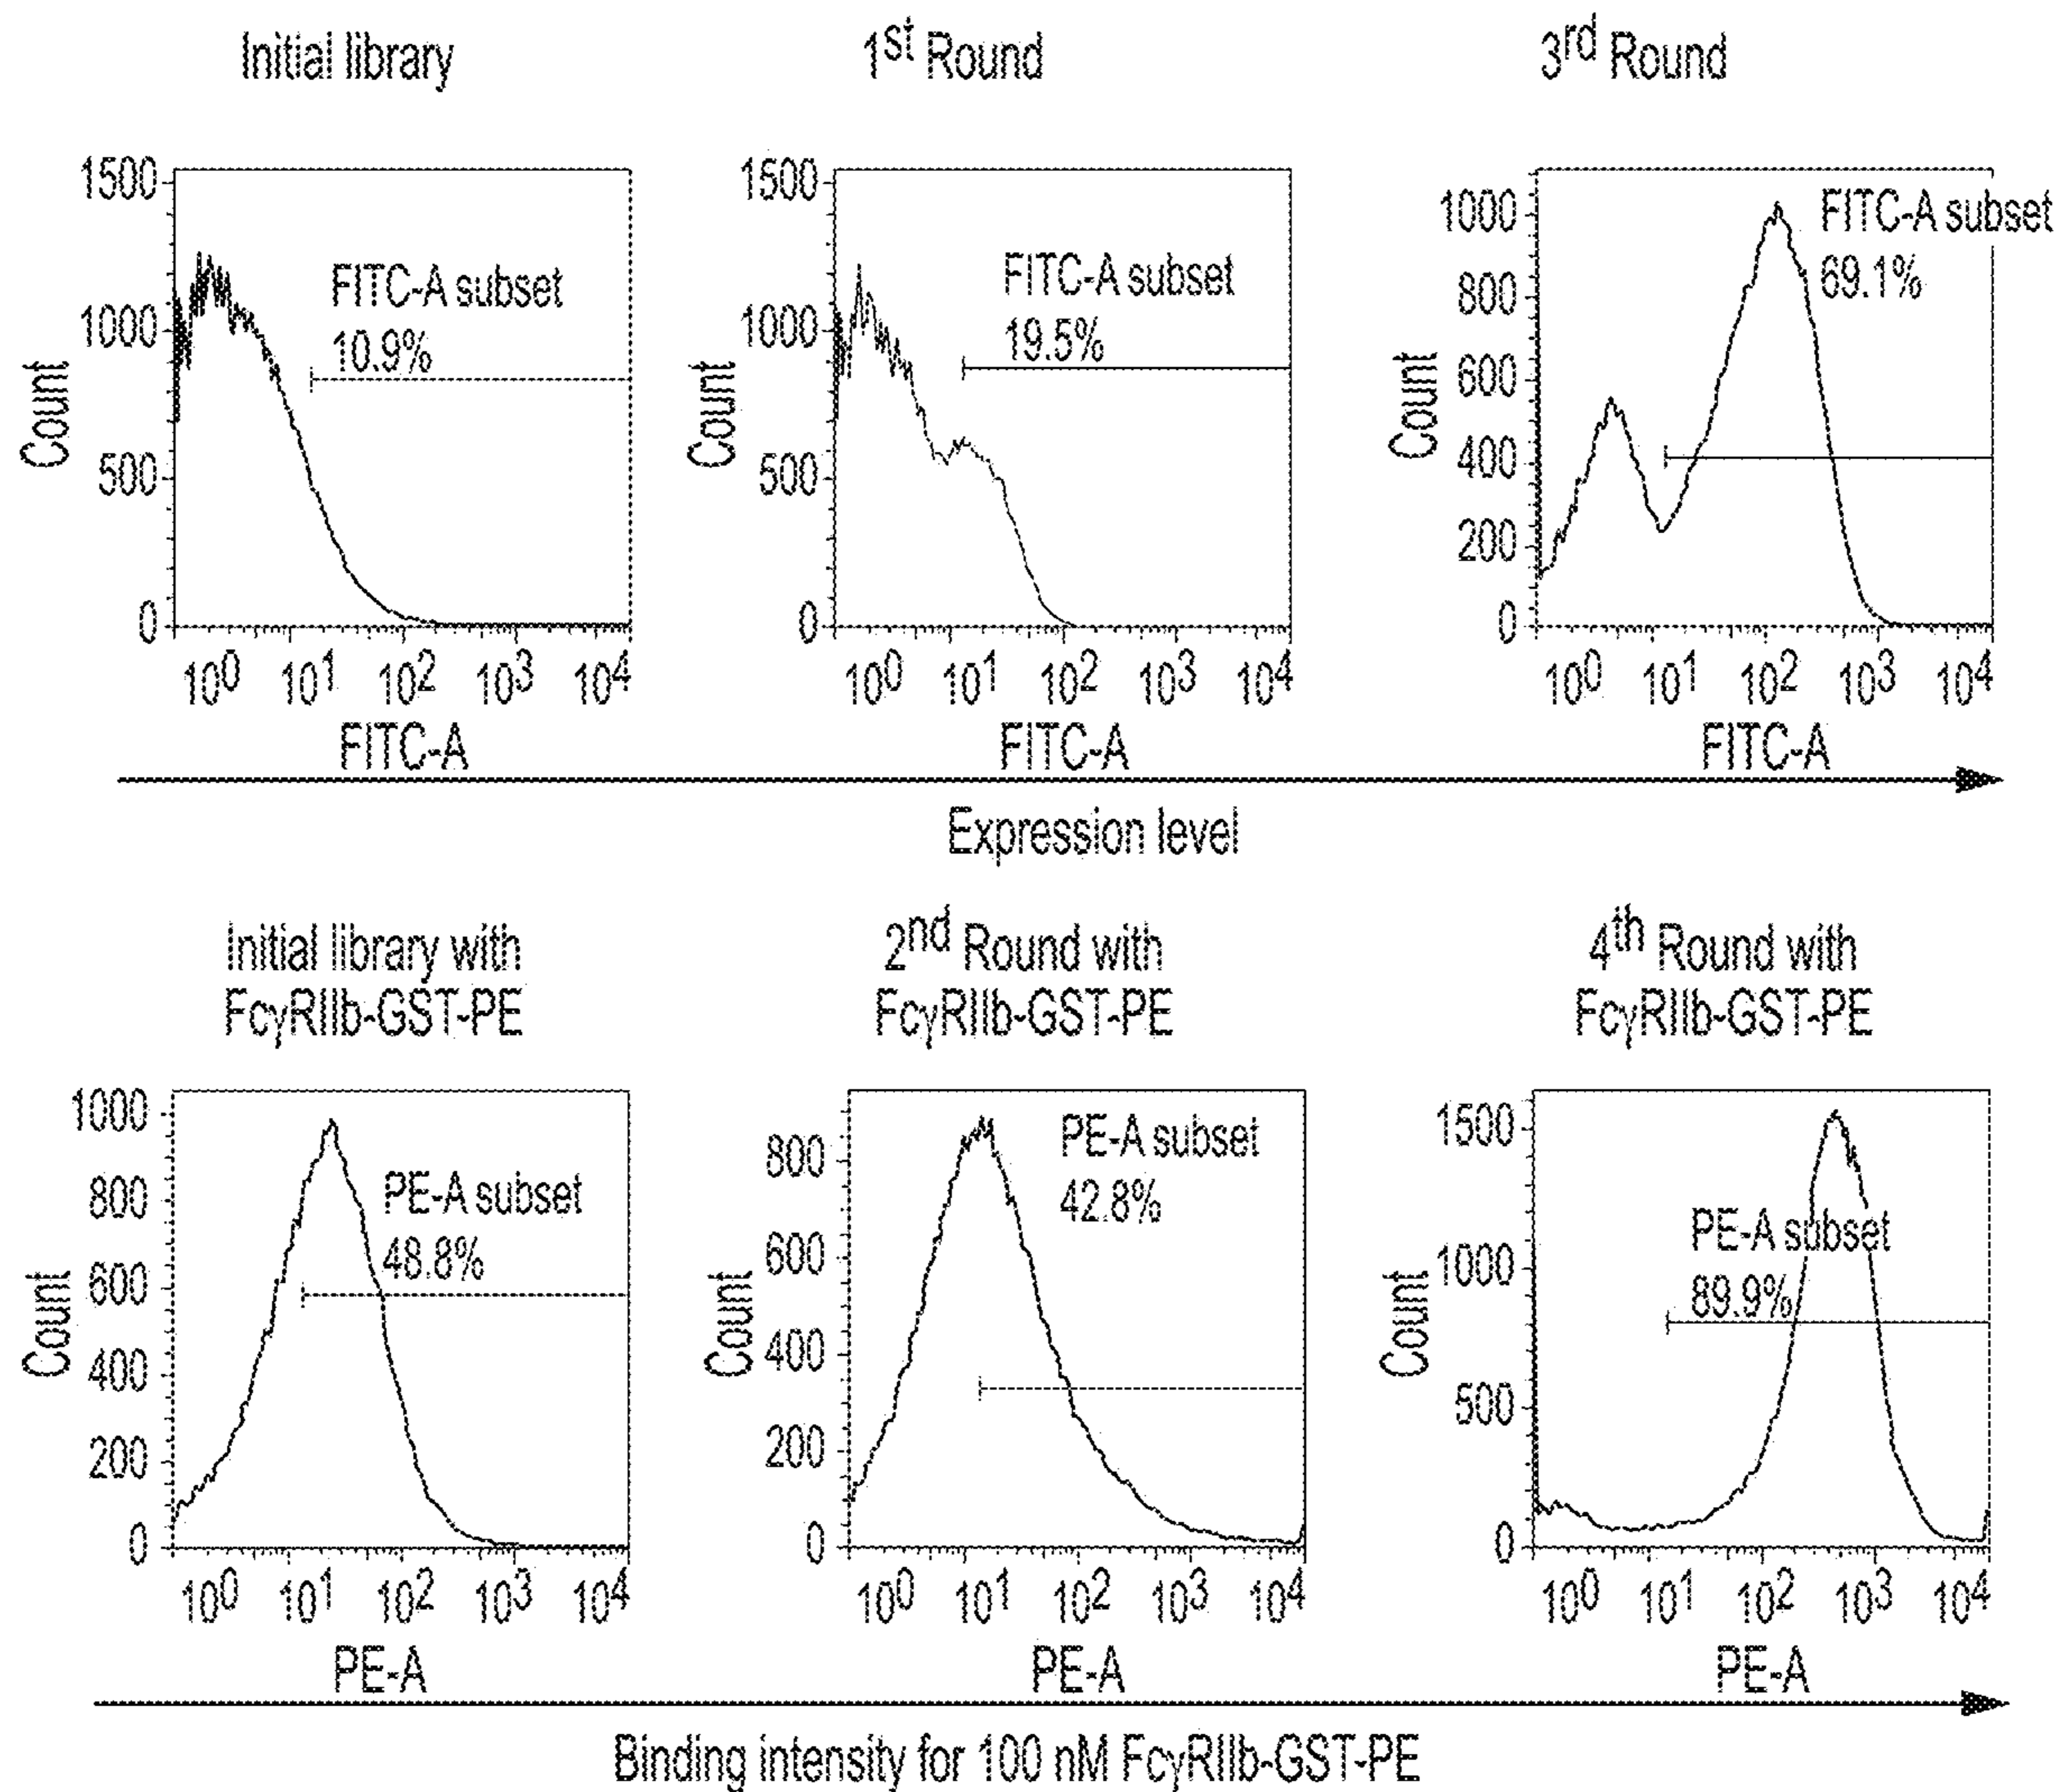 Initial library
1st Round
3rd Round
1500
1000
500
0
Count
FITC-A subset
10.9%
10^0 10^1 10^2 10^3 10^4
FITC-A
1500
1000
500
0
Count
FITC-A subset
19.5%
10^0 10^1 10^2 10^3 10^4
FITC-A
1000
800
600
400
200
0
Count
FITC-A subset
69.1%
10^0 10^1 10^2 10^3 10^4
FITC-A
Expression level
Initial library with
FcγRIIb-GST-PE
2nd Round with
FcγRIIb-GST-PE
4th Round with
FcγRIIb-GST-PE
1000
800
600
400
200
0
Count
PE-A subset
48.8%
10^0 10^1 10^2 10^3 10^4
PE-A
800
600
400
200
0
Count
PE-A subset
42.8%
10^0 10^1 10^2 10^3 10^4
PE-A
1500
1000
500
0
Count
PE-A subset
89.9%
10^0 10^1 10^2 10^3 10^4
PE-A
Binding intensity for 100 nM FcγRIIb-GST-PE